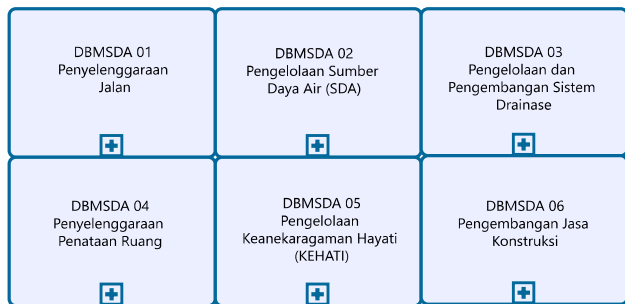 DBMSDA 01
Penyelenggaraan
Jalan
DBMSDA 02
Pengelolaan Sumber
Daya Air (SDA)
DBMSDA 03
Pengelolaan dan
Pengembangan Sistem
Drainase
DBMSDA 04
Penyelenggaraan
Penataan Ruang
DBMSDA 05
Pengelolaan
Keanekaragaman Hayati
(KEHATI)
DBMSDA 06
Pengembangan Jasa
Konstruksi